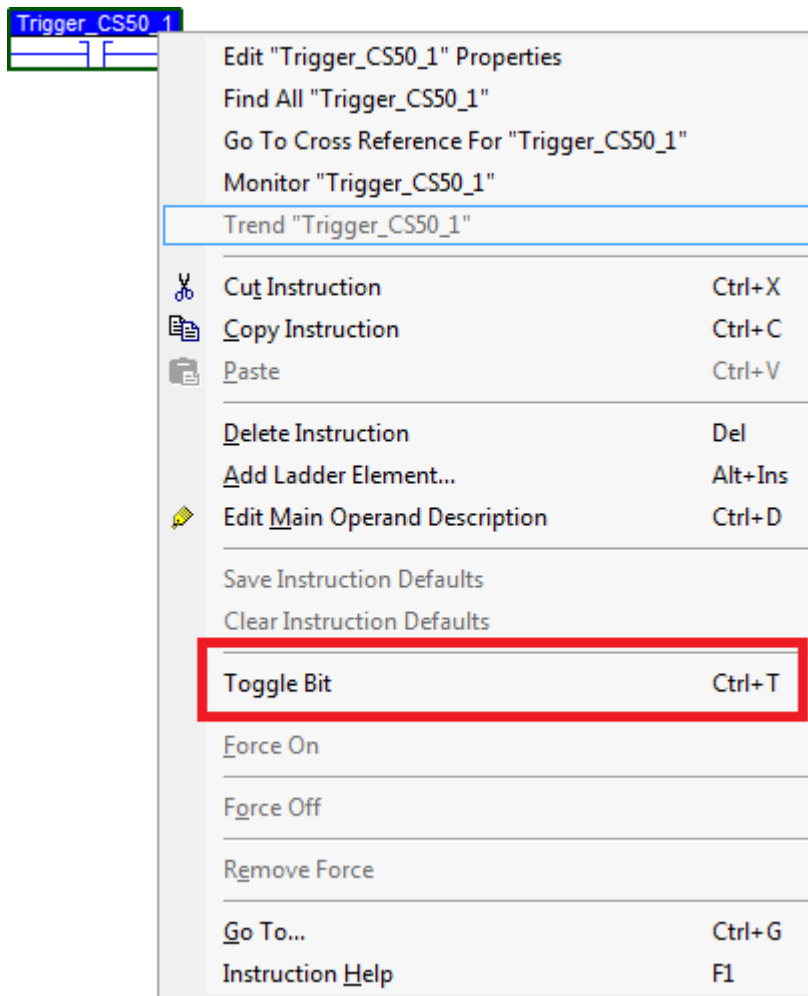 Trigger_CS50_1
Edit "Trigger_CS50_1" Properties
Find All "Trigger_CS50_1"
Go To Cross Reference For "Trigger_CS50_1"
Monitor "Trigger_CS50_1"
Trend "Trigger_CS50_1"
Cut Instruction Ctrl+X
Copy Instruction Ctrl+C
Paste Ctrl+V
Delete Instruction Del
Add Ladder Element... Alt+Ins
Edit Main Operand Description Ctrl+D
Save Instruction Defaults
Clear Instruction Defaults
Toggle Bit Ctrl+T
Force On
Force Off
Remove Force
Go To... Ctrl+G
Instruction Help F1